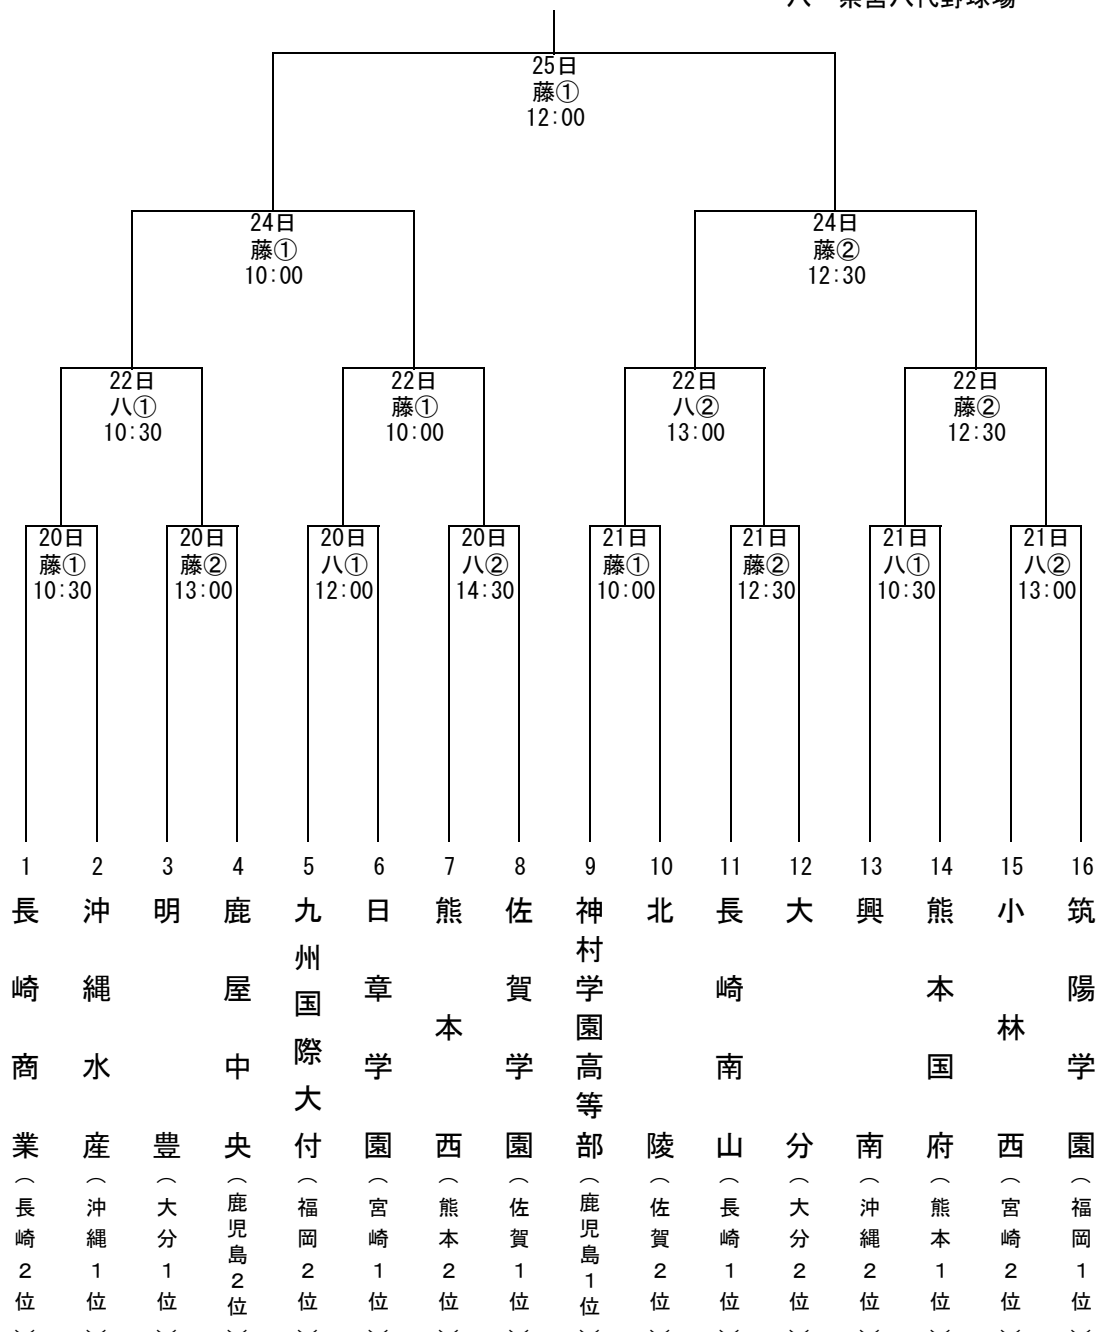 八 県営八代野球場
25日
藤①
12:00
24日
藤①
10:00
24日
藤②
12:30
22日
八①
10:30
22日
藤①
10:00
22日
八②
13:00
22日
藤②
12:30
20日
藤①
10:30
20日
藤②
13:00
20日
八①
12:00
20日
八②
14:30
21日
藤①
10:00
21日
藤②
12:30
21日
八①
10:30
21日
八②
13:00
1
長崎商業(長崎2位)
2
沖縄水産(沖縄1位)
3
明豊(大分1位)
4
鹿屋中央(鹿児島2位)
5
九州国際大付(福岡2位)
6
日章学園(宮崎1位)
7
熊本西(熊本2位)
8
佐賀学園(佐賀1位)
9
神村学園高等部(鹿児島1位)
10
北陵(佐賀2位)
11
長崎南山(長崎1位)
12
大分(大分2位)
13
興南(沖縄2位)
14
熊本国府(熊本1位)
15
小林西(宮崎2位)
16
筑陽学園(福岡1位)